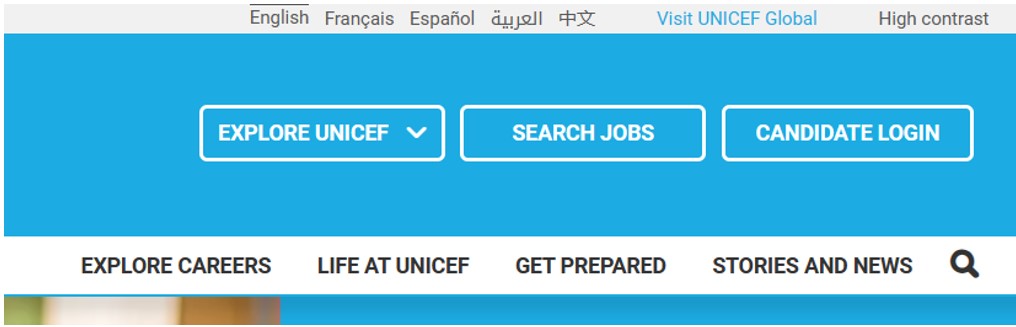 English Français Español العربية 中文 Visit UNICEF Global High contrast
EXPLORE UNICEF SEARCH JOBS CANDIDATE LOGIN
EXPLORE CAREERS LIFE AT UNICEF GET PREPARED STORIES AND NEWS